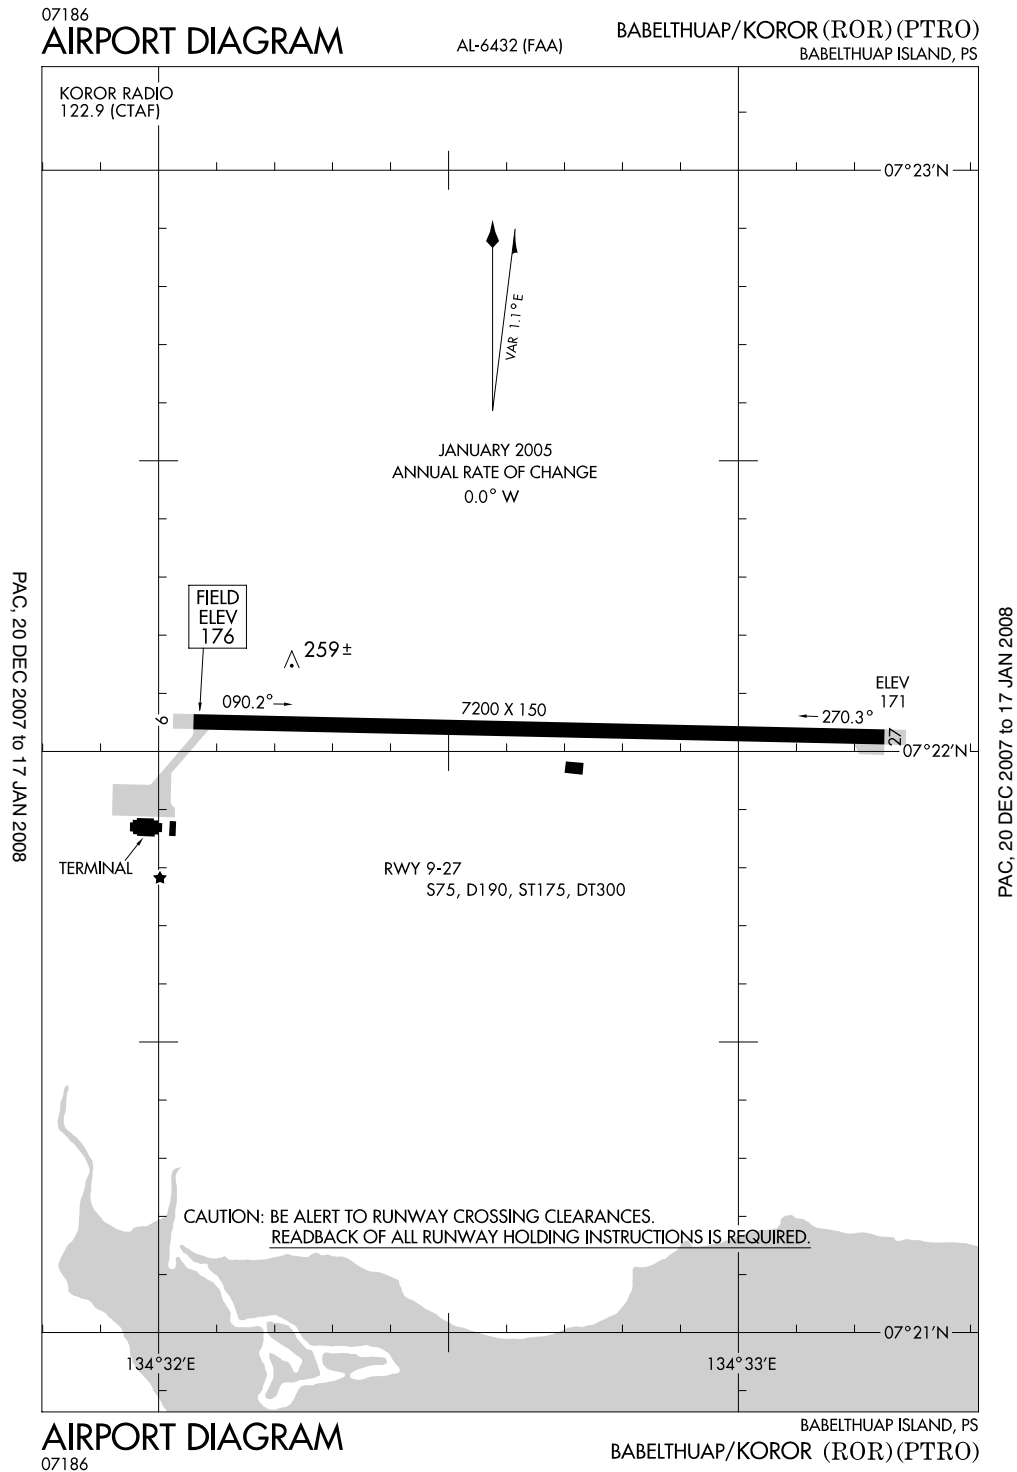 07186
AIRPORT DIAGRAM
AL-6432 (FAA)
BABELTHUAP/KOROR (ROR) (PTRO)
BABELTHUAP ISLAND, PS
KOROR RADIO
122.9 (CTAF)
07°23'N
VAR 1.1° E
JANUARY 2005
ANNUAL RATE OF CHANGE
0.0° W
PAC, 20 DEC 2007 to 17 JAN 2008
PAC, 20 DEC 2007 to 17 JAN 2008
FIELD
ELEV
176
259±
ELEV
171
090.2°
7200 X 150
270.3°
9
27
07°22'N
TERMINAL
RWY 9-27
S75, D190, ST175, DT300
CAUTION: BE ALERT TO RUNWAY CROSSING CLEARANCES.
READBACK OF ALL RUNWAY HOLDING INSTRUCTIONS IS REQUIRED.
07°21'N
134°32'E
134°33'E
AIRPORT DIAGRAM
07186
BABELTHUAP ISLAND, PS
BABELTHUAP/KOROR (ROR) (PTRO)